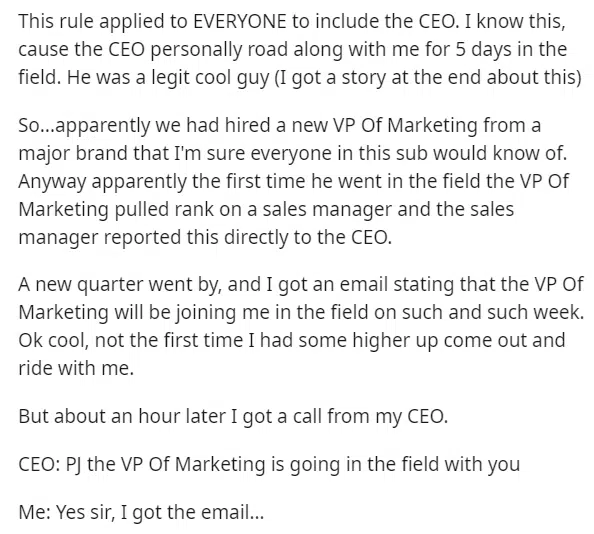 This rule applied to EVERYONE to include the CEO. I know this,
cause the CEO personally road along with me for 5 days in the
field. He was a legit cool guy (I got a story at the end about this)
So...apparently we had hired a new VP Of Marketing from a
major brand that I'm sure everyone in this sub would know of.
Anyway apparently the first time he went in the field the VP Of
Marketing pulled rank on a sales manager and the sales
manager reported this directly to the CEO.
A new quarter went by, and I got an email stating that the VP Of
Marketing will be joining me in the field on such and such week.
Ok cool, not the first time I had some higher up come out and
ride with me.
But about an hour later I got a call from my CEO.
CEO: PJ the VP Of Marketing is going in the field with you
Me: Yes sir, I got the email...